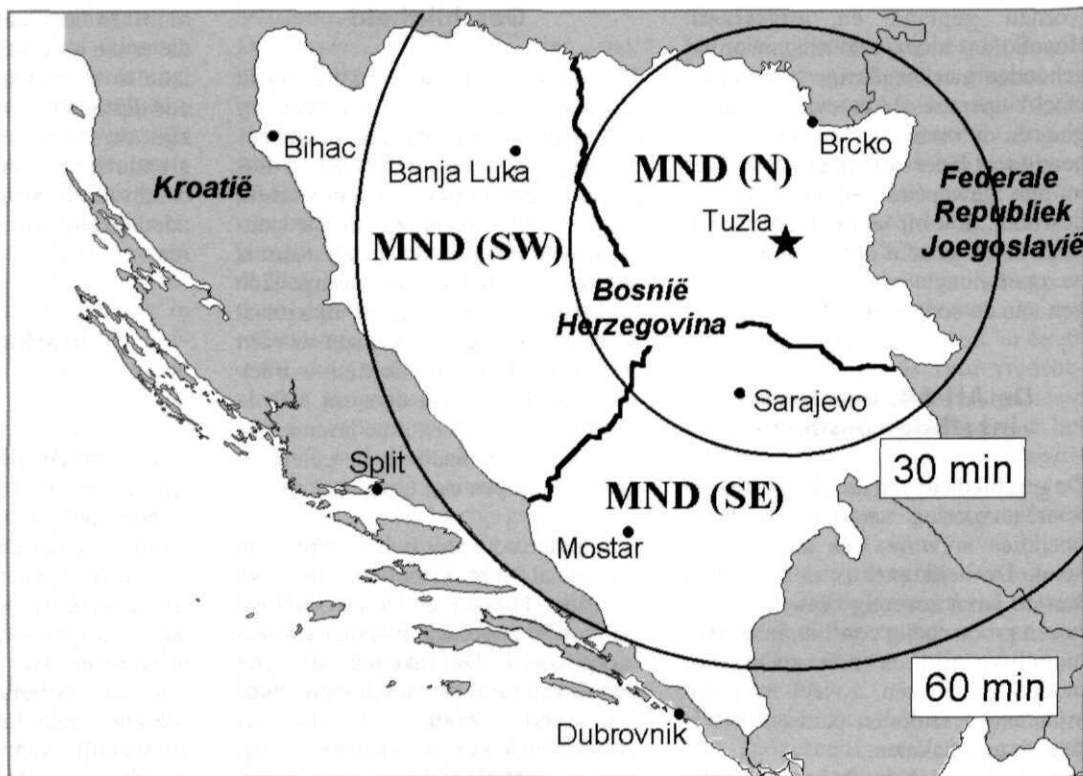 Bihac
Banja Luka
Brcko
Kroatië
MND (N)
Federale
Republiek
Joegoslavië
Tuzla
MND (SW)
Bosnië
Herzegovina
Sarajevo
30 min
Split
MND (SE)
Mostar
60 min
Dubrovnik